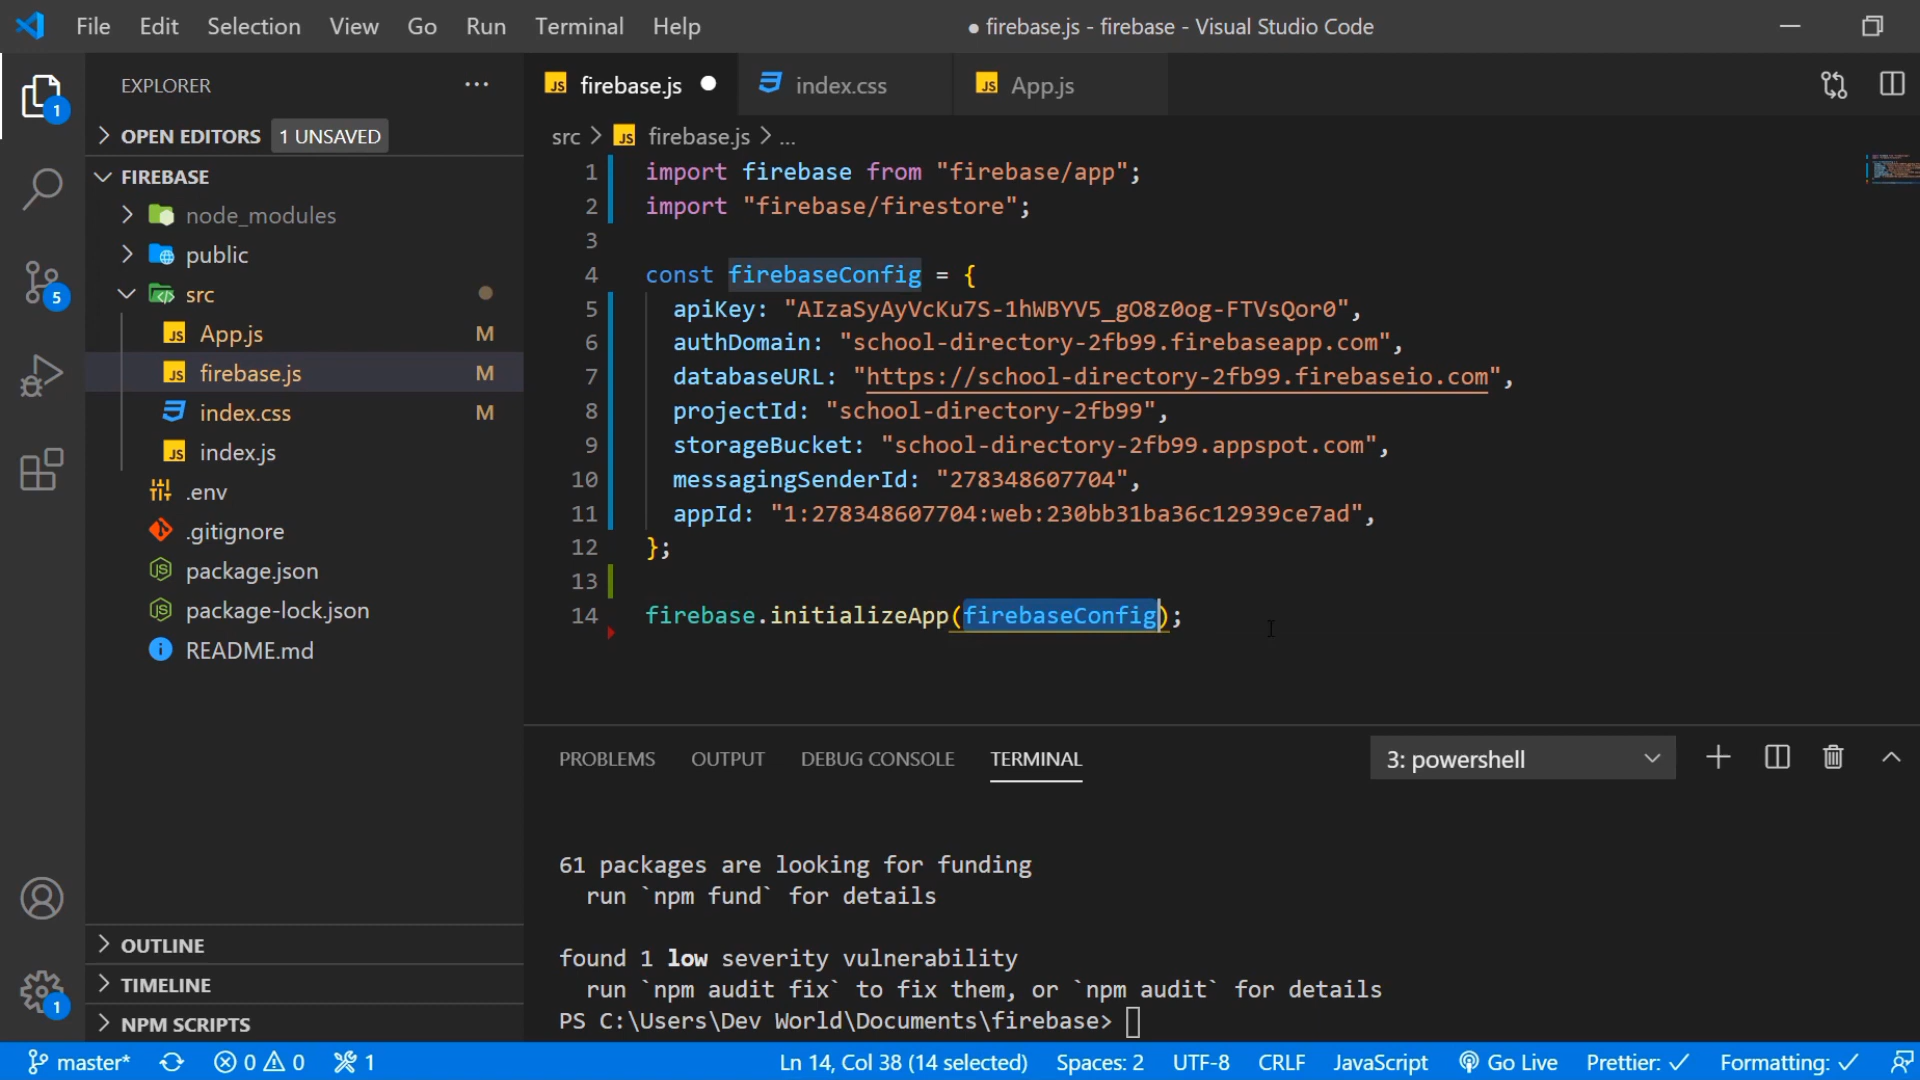 File Edit Selection View Go Run Terminal Help
● firebase.js - firebase - Visual Studio Code
EXPLORER
OPEN EDITORS 1 UNSAVED
FIREBASE
node_modules
public
src
JS App.js M
JS firebase.js M
index.css M
JS index.js
.env
.gitignore
package.json
package-lock.json
README.md
OUTLINE
TIMELINE
NPM SCRIPTS
1
5
1
JS firebase.js ● index.css JS App.js
src > JS firebase.js > ...
1 import firebase from "firebase/app";
2 import "firebase/firestore";
3
4 const firebaseConfig = {
5 apiKey: "AIzaSyAyVcKu7S-1hWBYV5_gO8z0og-FTVsQor0",
6 authDomain: "school-directory-2fb99.firebaseapp.com",
7 databaseURL: "https://school-directory-2fb99.firebaseio.com",
8 projectId: "school-directory-2fb99",
9 storageBucket: "school-directory-2fb99.appspot.com",
10 messagingSenderId: "278348607704",
11 appId: "1:278348607704:web:230bb31ba36c12939ce7ad",
12 };
13
14 firebase.initializeApp(firebaseConfig);
PROBLEMS OUTPUT DEBUG CONSOLE TERMINAL 3: powershell
61 packages are looking for funding
run `npm fund` for details
found 1 low severity vulnerability
run `npm audit fix` to fix them, or `npm audit` for details
PS C:\Users\Dev World\Documents\firebase>
master* 0 0 1 Ln 14, Col 38 (14 selected) Spaces: 2 UTF-8 CRLF JavaScript Go Live Prettier: ✓ Formatting: ✓